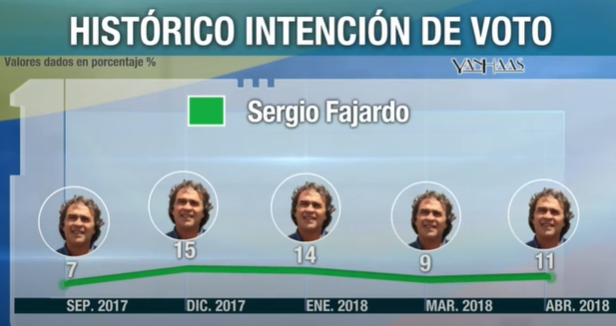 HISTÓRICO INTENCIÓN DE VOTO
Valores dados en porcentaje %
YANHAAS
Sergio Fajardo
7 15 14 9 11
SEP. 2017 DIC. 2017 ENE. 2018 MAR. 2018 ABR. 2018